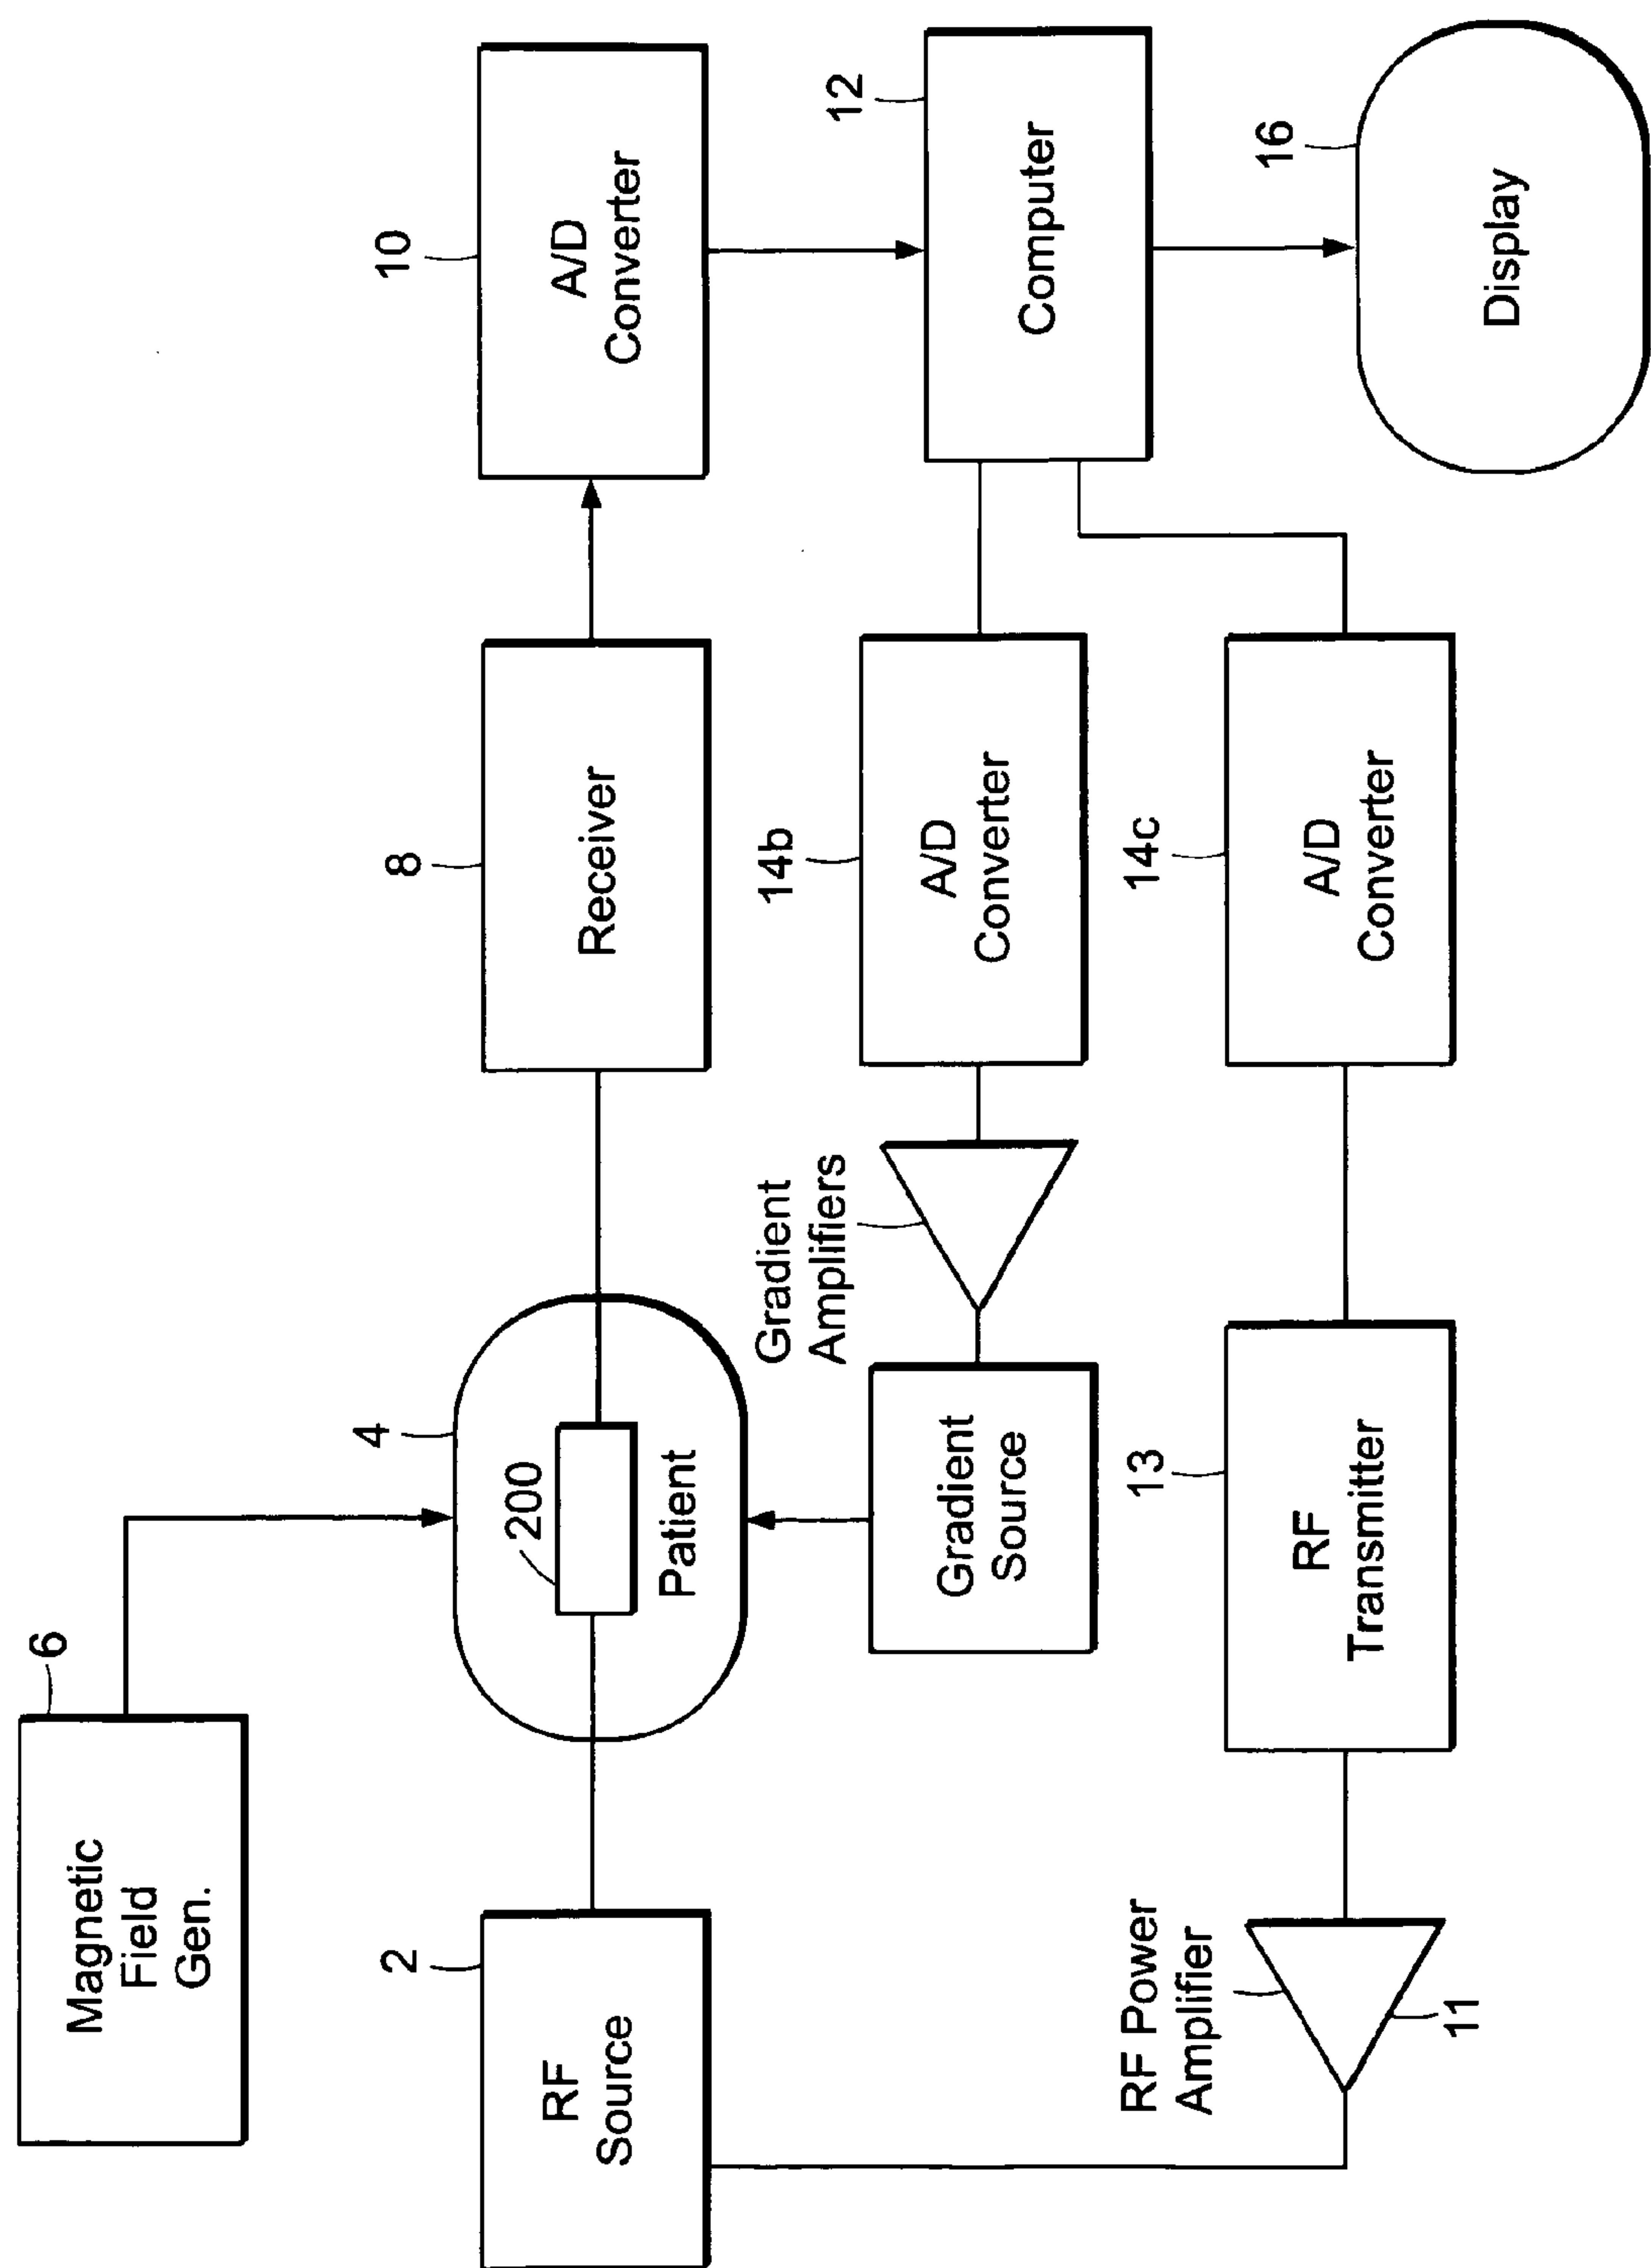 6
Magnetic
Field
Gen.
2
RF
Source
4
200
Patient
8
Receiver
10
A/D
Converter
Gradient
Amplifiers
Gradient
Source
14b
A/D
Converter
12
Computer
RF Power
Amplifier
11
13
RF
Transmitter
14c
A/D
Converter
16
Display